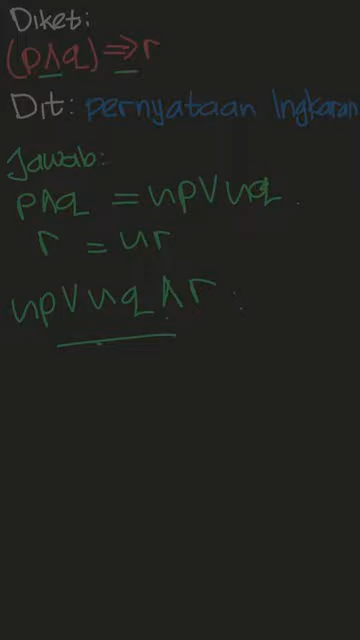 Diket:
(p∧q) ⇒ r
Dit: pernyataan Ingkaran
Jawab:
p∧q = ~p∨~q.
r = ~r
~p∨~q∧r.